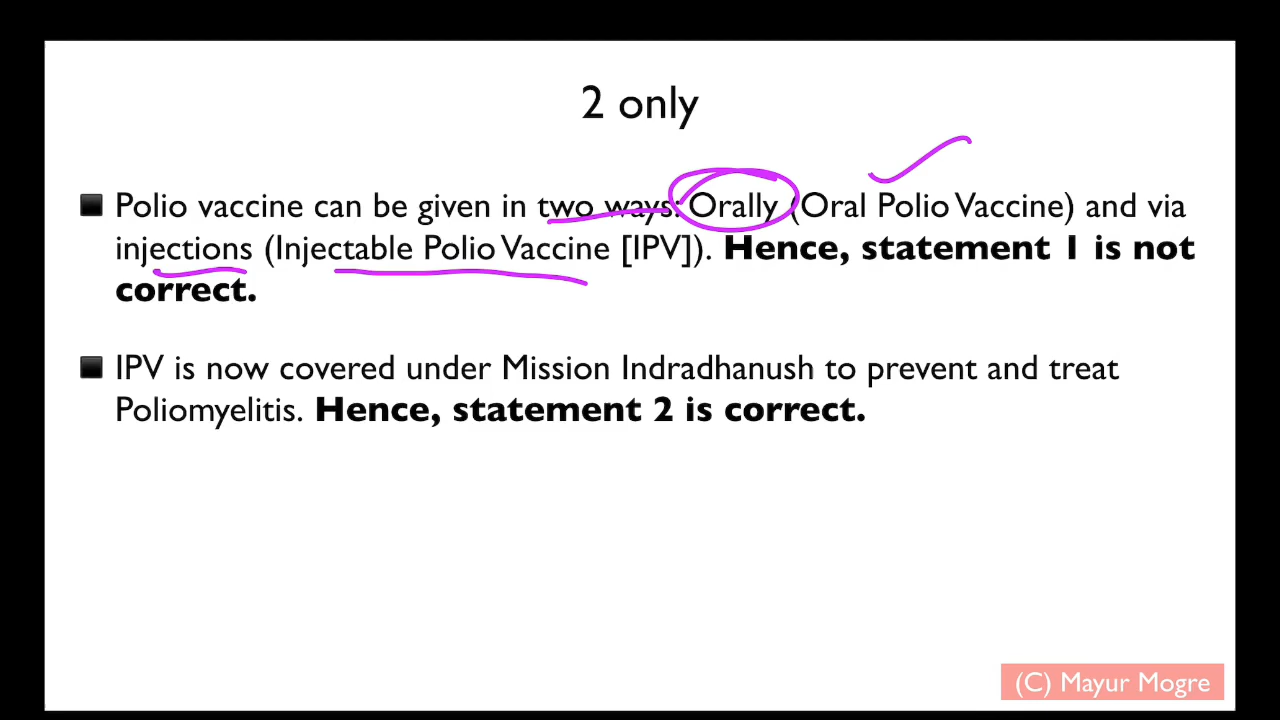 2 only
Polio vaccine can be given in two ways: Orally (Oral Polio Vaccine) and via
injections (Injectable Polio Vaccine [IPV]). Hence, statement 1 is not
correct.
IPV is now covered under Mission Indradhanush to prevent and treat
Poliomyelitis. Hence, statement 2 is correct.
(C) Mayur Mogre